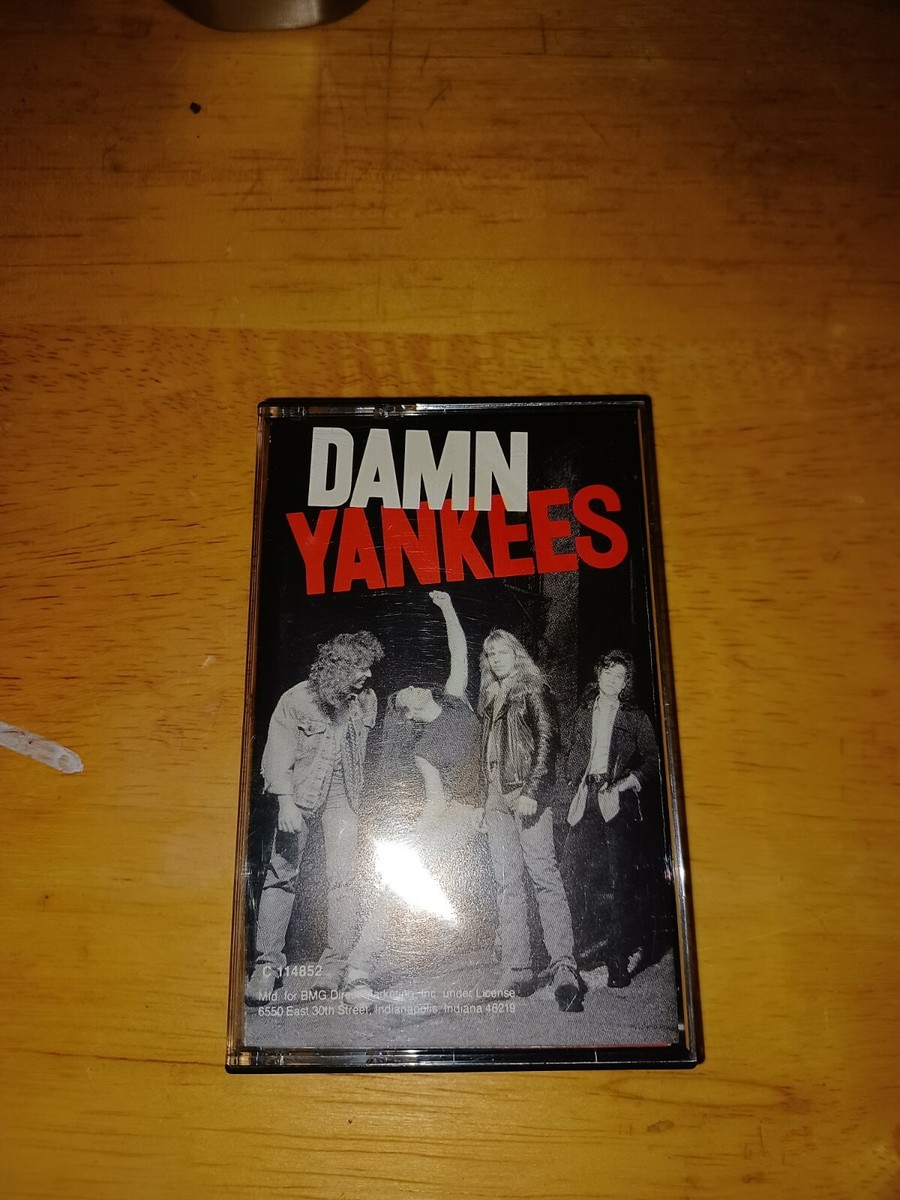 DAMN
YANKEES
C 114852
Mfd. for BMG Direct Marketing, Inc. under License
6550 East 30th Street, Indianapolis, Indiana 46219